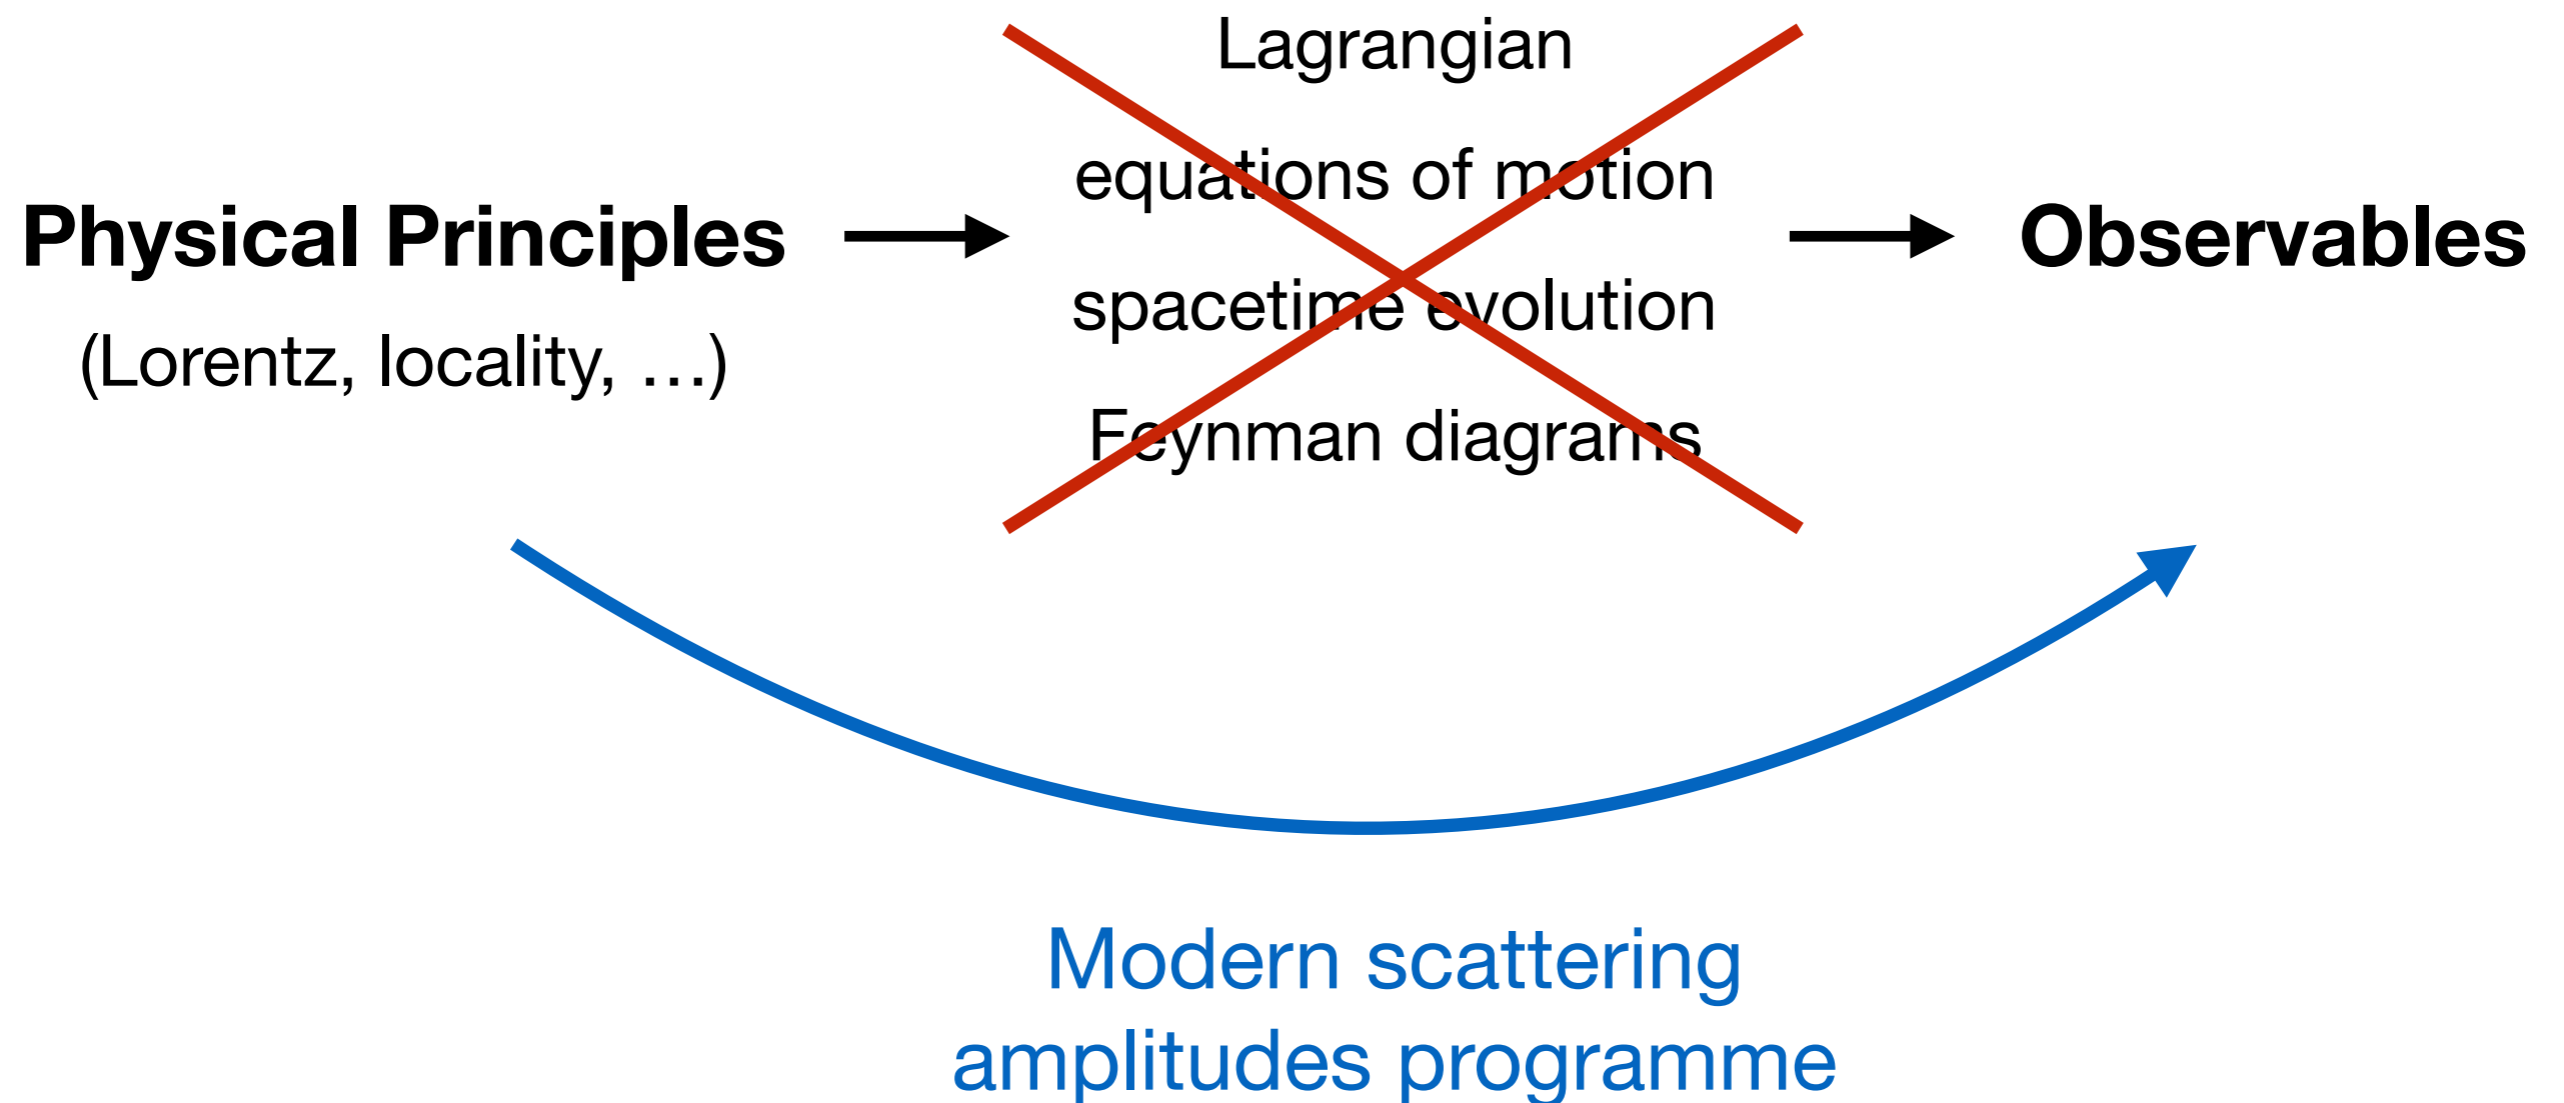 Lagrangian
equations of motion
Physical Principles
Observables
spacetime evolution
(Lorentz, locality, …)
Feynman diagrams
Modern scattering
amplitudes programme